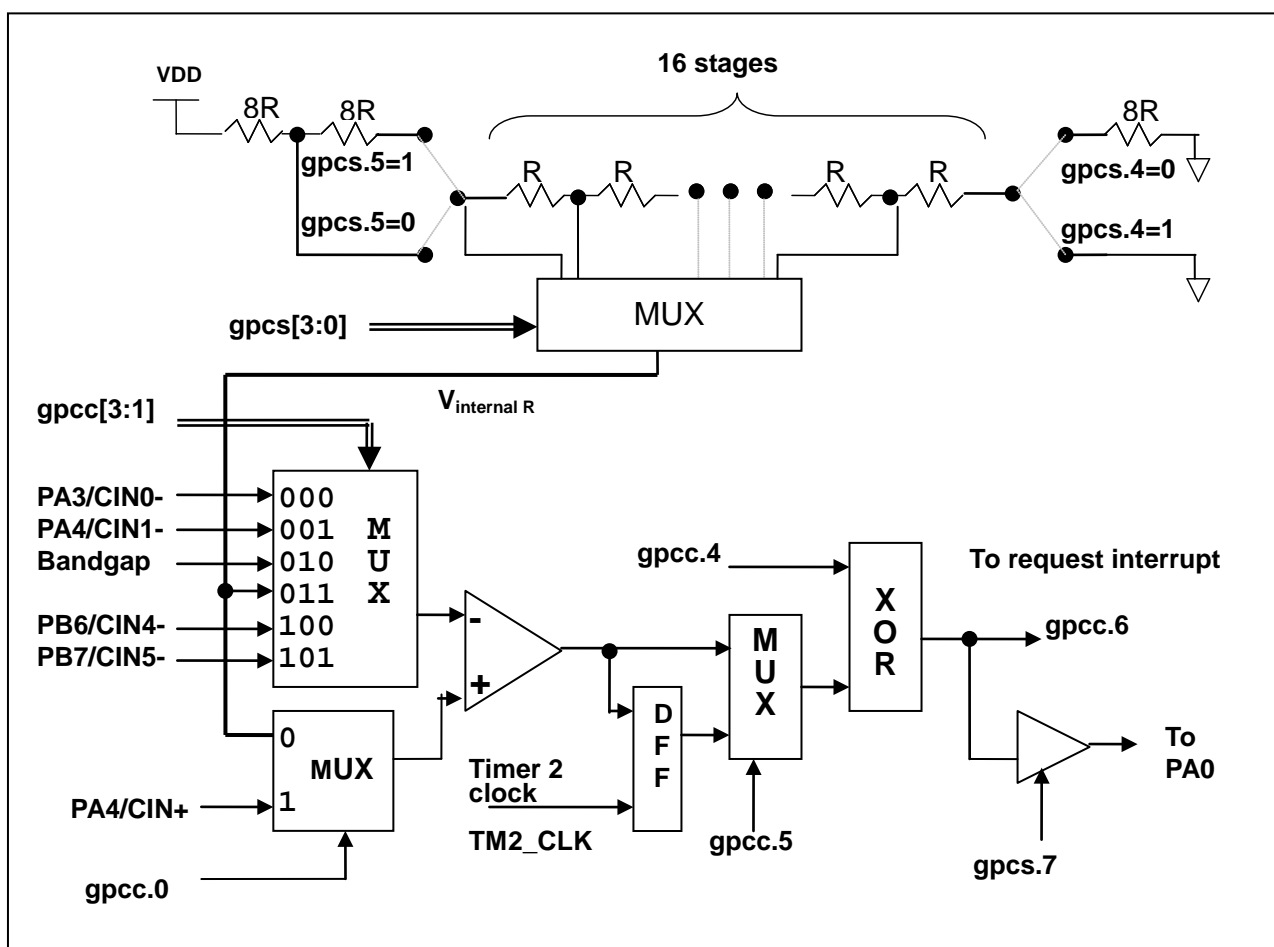 16 stages
VDD
8R
8R
8R
gpcs.5=1
R
R
R
R
gpcs.4=0
gpcs.5=0
gpcs.4=1
MUX
gpcs[3:0]
Vinternal R
gpcc[3:1]
PA3/CIN0-
000
PA4/CIN1-
001
M
Bandgap
010
U
011
X
PB6/CIN4-
100
PB7/CIN5-
101
-
+
gpcc.4
To request interrupt
X
O
R
gpcc.6
M
U
X
D
F
F
0
MUX
1
PA4/CIN+
gpcc.0
Timer 2
clock
TM2_CLK
gpcc.5
To
PA0
gpcs.7